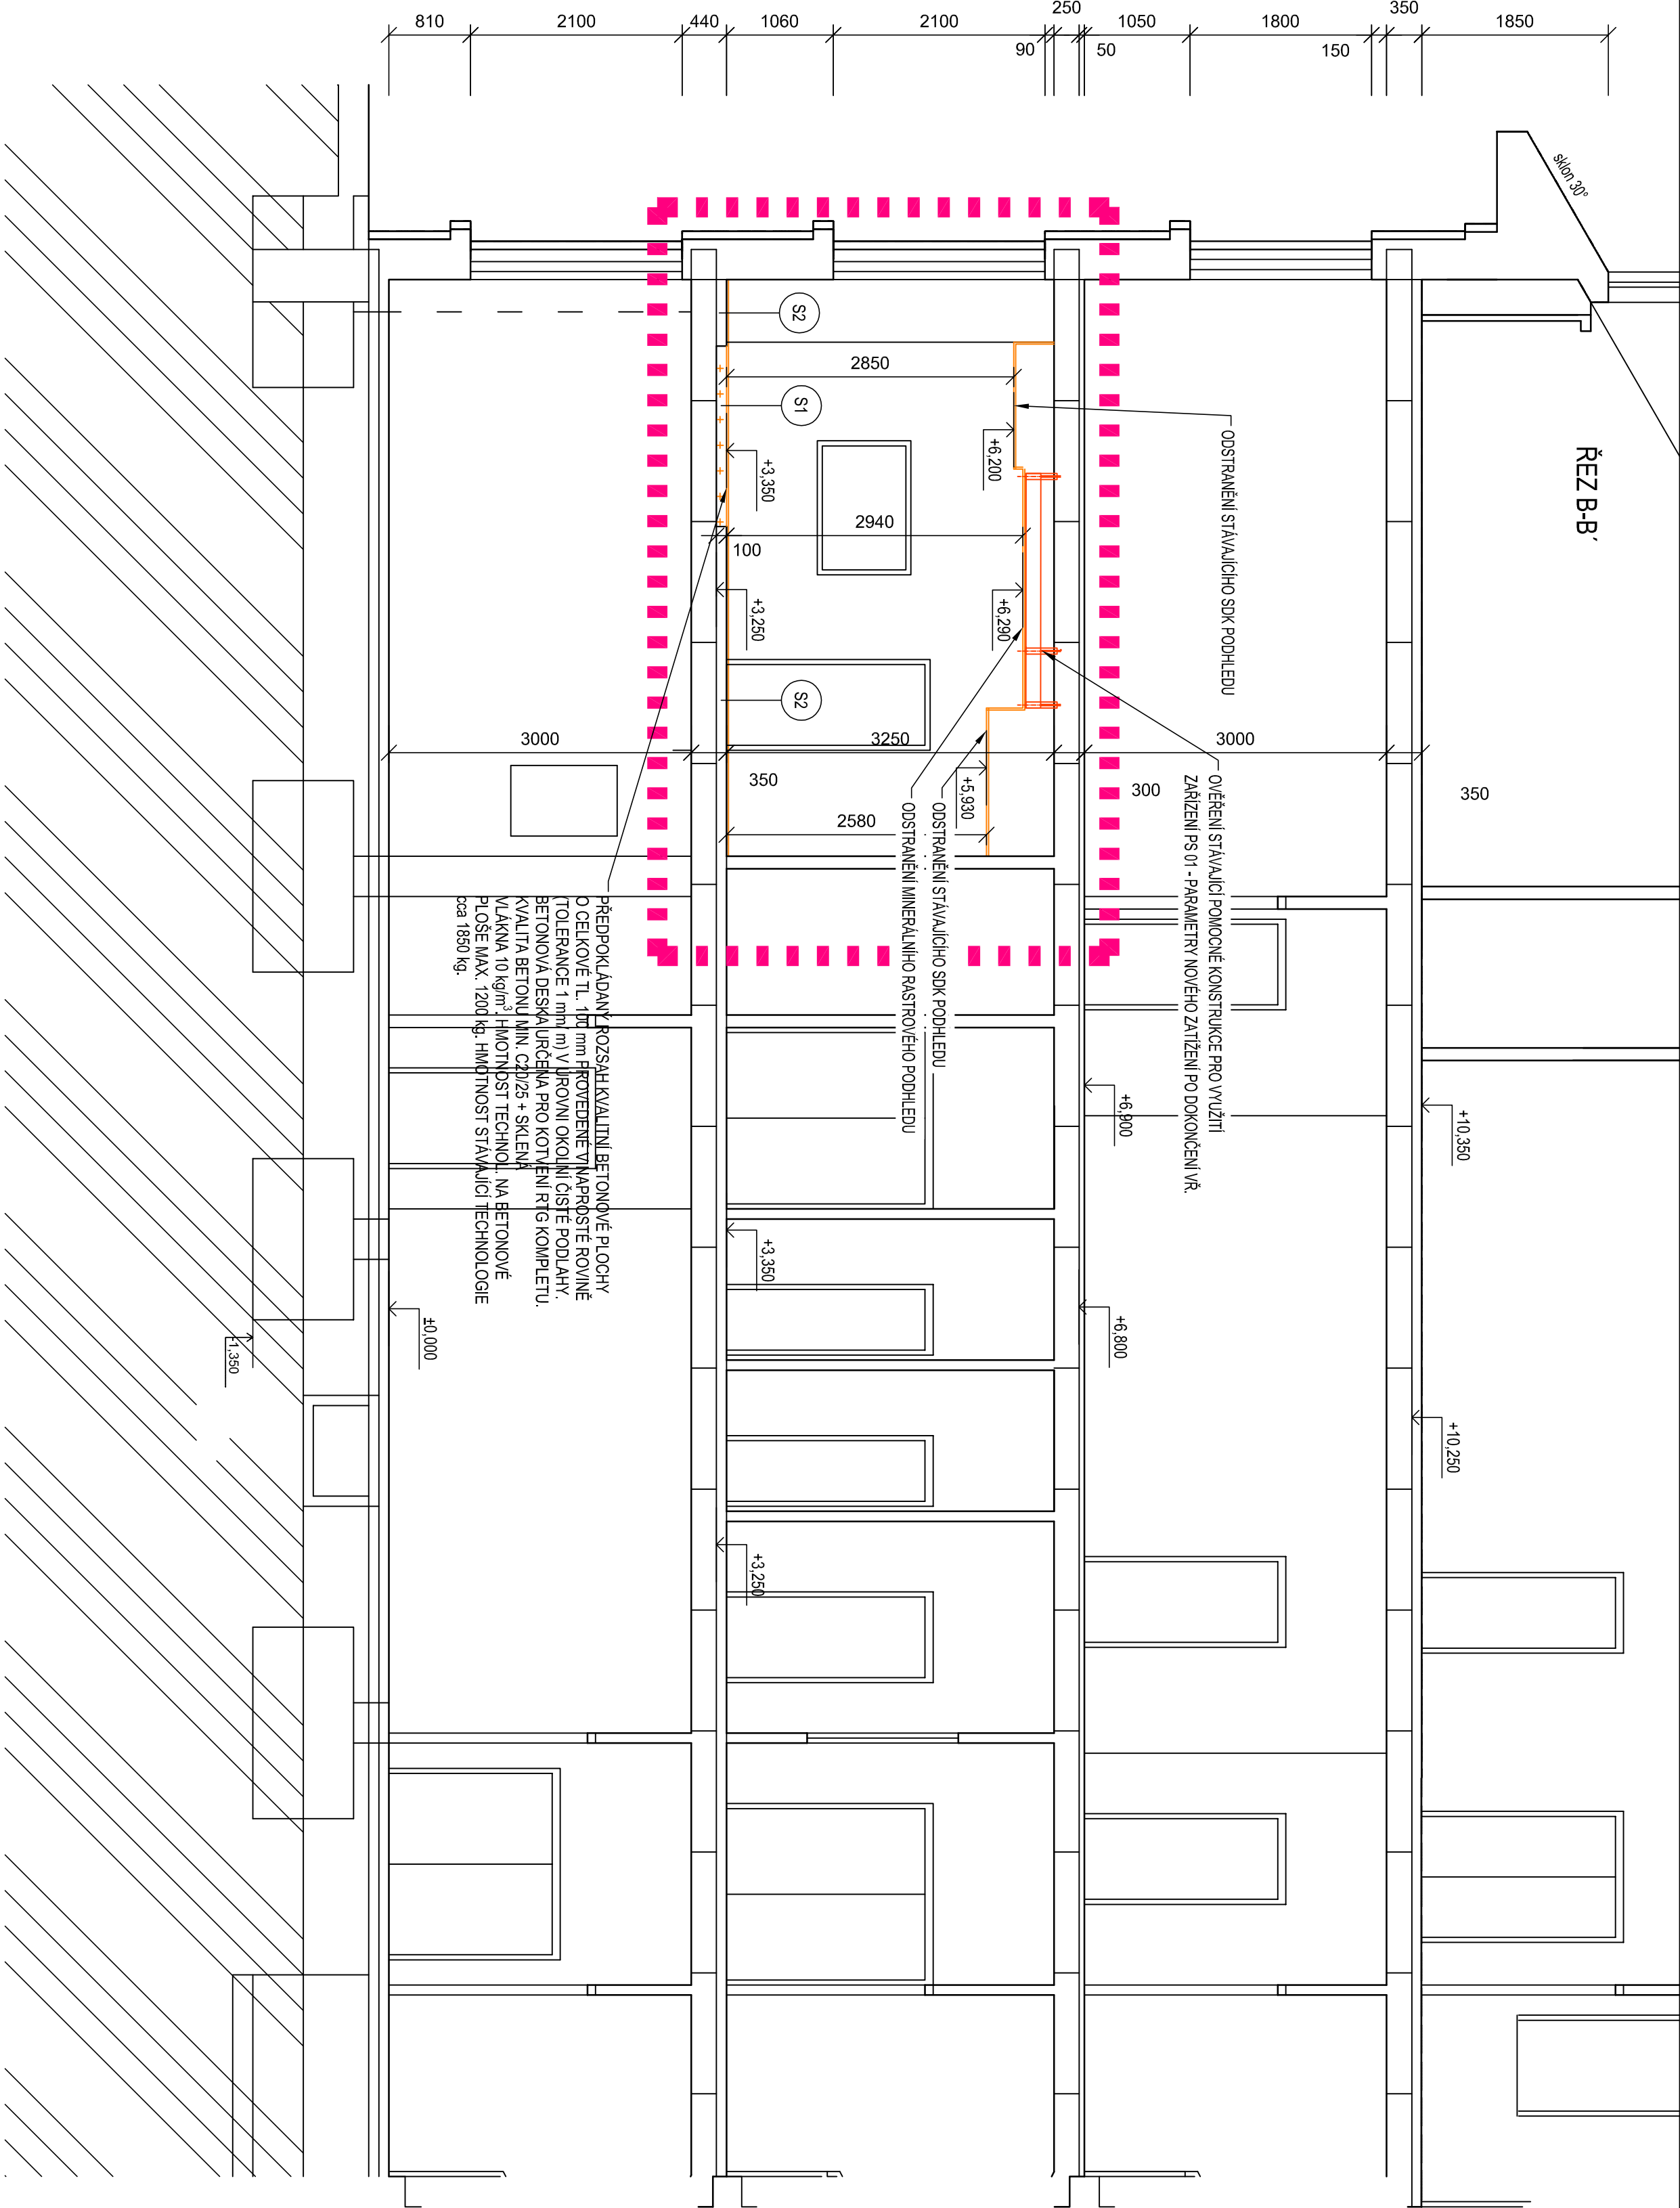 810
2100
440
1060
2100
90
250
50
1050
1800
150
350
1850
sklon 30°
ŘEZ B-B´
S2
2850
S1
+3,350
+6,200
ODSTRANĚNÍ STÁVAJÍCÍHO SDK PODHLEDU
2940
100
+3,250
+6,290
S2
3000
3250
3000
350
300
350
+5,930
2580
OVĚŘENÍ STÁVAJÍCÍ POMOCNÉ KONSTRUKCE PRO VYUŽITÍ
ZAŘÍZENÍ PS 01 - PARAMETRY NOVÉHO ZATÍŽENÍ PO DOKONČENÍ VŘ.
ODSTRANĚNÍ STÁVAJÍCÍHO SDK PODHLEDU
ODSTRANĚNÍ MINERÁLNÍHO RASTROVÉHO PODHLEDU
PŘEDPOKLÁDANÝ ROZSAH KVALITNÍ BETONOVÉ PLOCHY
O CELKOVÉ TL. 100 mm PROVEDENÉ V NAPROSTÉ ROVINĚ
(TOLERANCE 1 mm/ m) V ÚROVNI OKOLNÍ ČISTÉ PODLAHY.
BETONOVÁ DESKA URČENA PRO KOTVENÍ RTG KOMPLETU.
KVALITA BETONU MIN. C20/25 + SKLENÁ
VLÁKNA 10 kg/m³. HMOTNOST TECHNOL. NA BETONOVÉ
PLOŠE MAX. 1200 kg. HMOTNOST STÁVAJÍCÍ TECHNOLOGIE
cca 1850 kg.
+6,900
+10,350
+3,350
+6,800
±0,000
-1,350
+10,250
+3,250